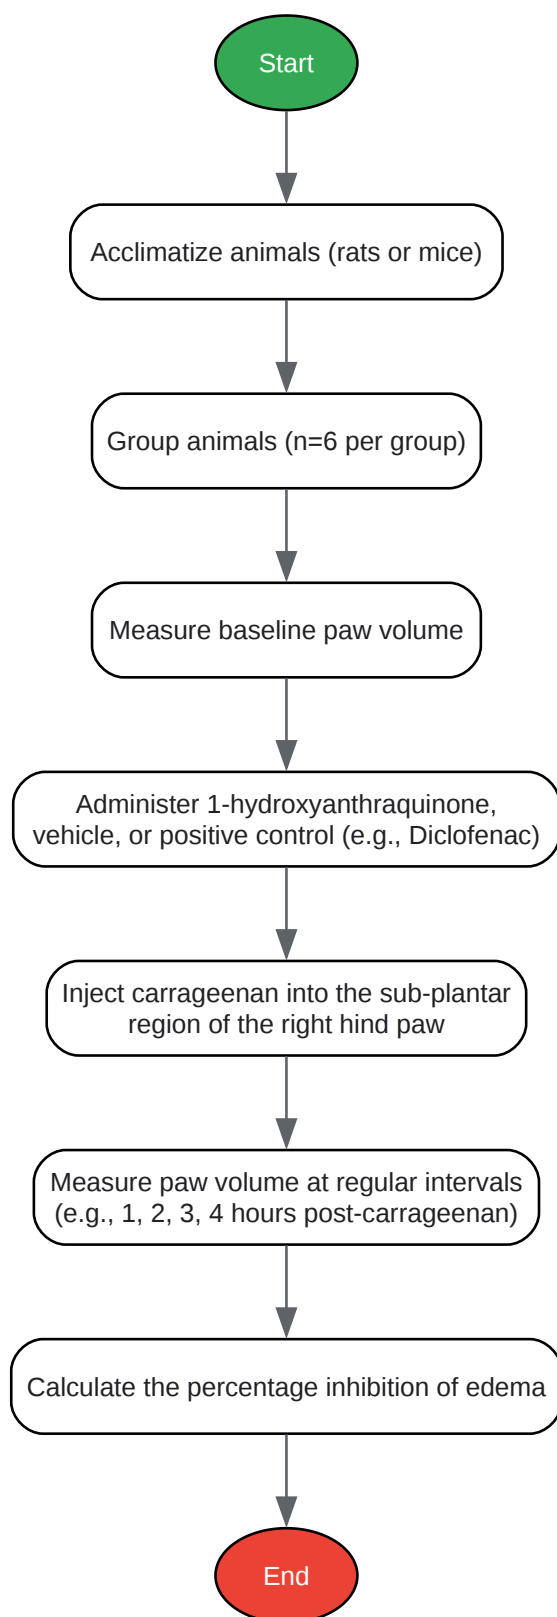 Start
Acclimatize animals (rats or mice)
Group animals (n=6 per group)
Measure baseline paw volume
Administer 1-hydroxyanthraquinone,
vehicle, or positive control (e.g., Diclofenac)
Inject carrageenan into the sub-plantar
region of the right hind paw
Measure paw volume at regular intervals
(e.g., 1, 2, 3, 4 hours post-carrageenan)
Calculate the percentage inhibition of edema
End